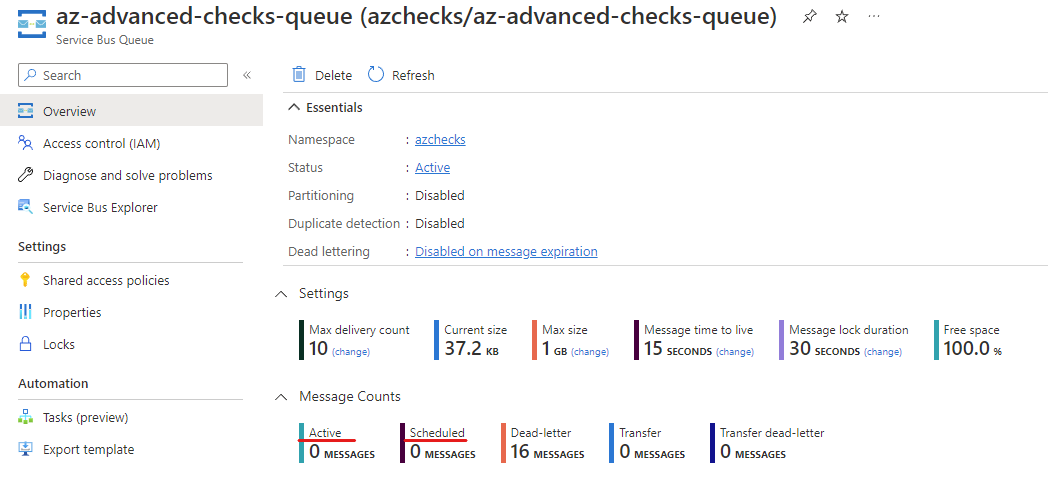 az-advanced-checks-queue (azchecks/az-advanced-checks-queue)
Service Bus Queue
Search
Delete
Refresh
Overview
Access control (IAM)
Diagnose and solve problems
Service Bus Explorer
Settings
Shared access policies
Properties
Locks
Automation
Tasks (preview)
Export template
Essentials
Namespace : azchecks
Status : Active
Partitioning : Disabled
Duplicate detection : Disabled
Dead lettering : Disabled on message expiration
Settings
Max delivery count
10 (change)
Current size
37.2 KB
Max size
1 GB (change)
Message time to live
15 SECONDS (change)
Message lock duration
30 SECONDS (change)
Free space
100.0 %
Message Counts
Active
0 MESSAGES
Scheduled
0 MESSAGES
Dead-letter
16 MESSAGES
Transfer
0 MESSAGES
Transfer dead-letter
0 MESSAGES